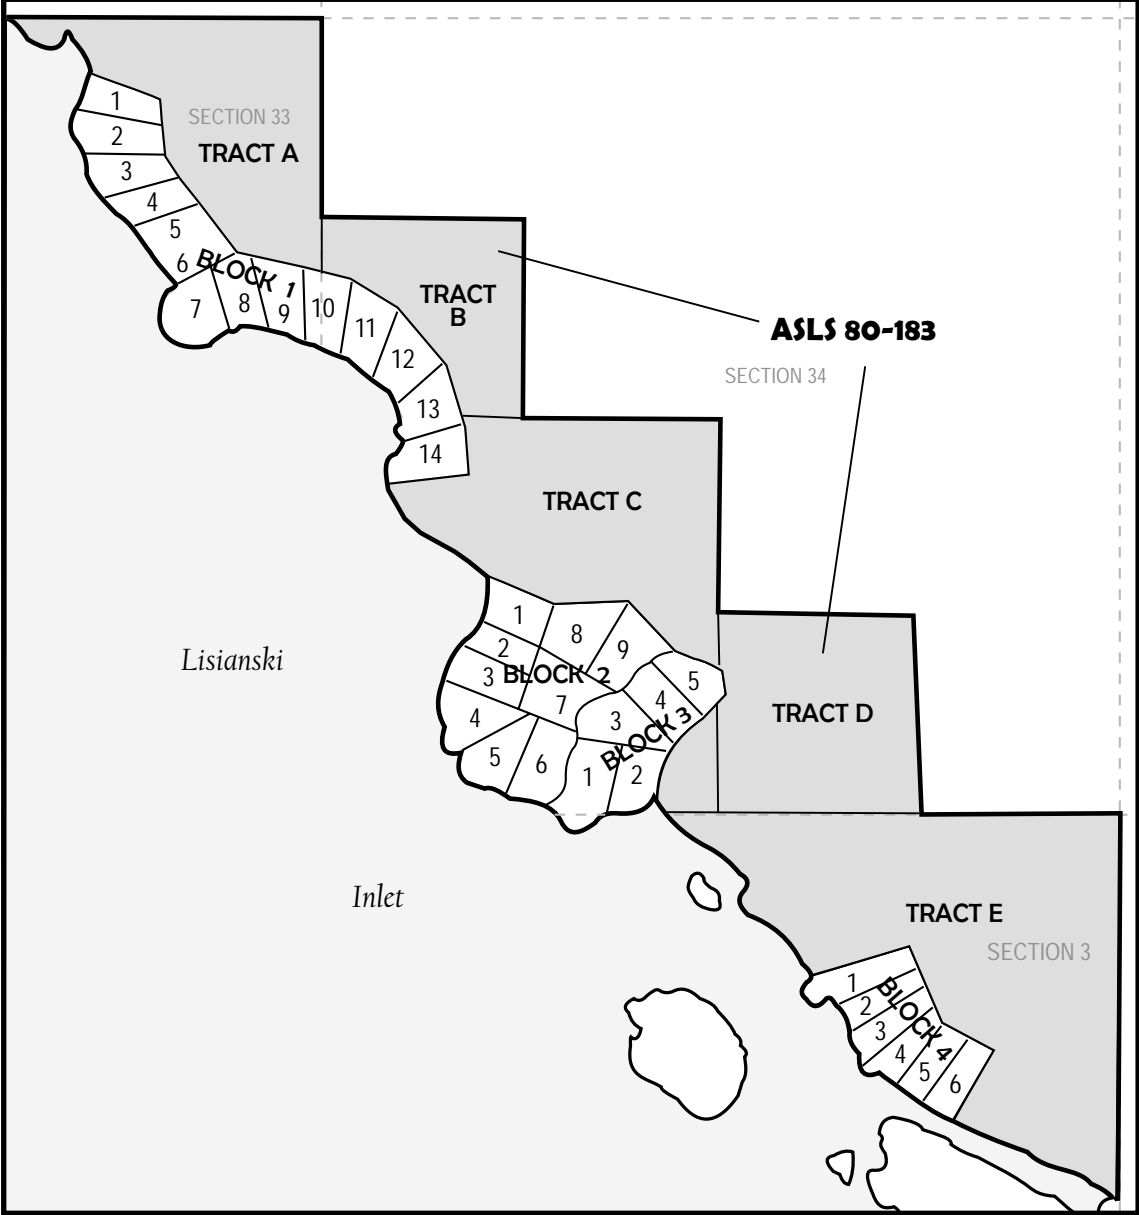 1
SECTION 33
2
TRACT A
3
4
5
6
BLOCK 1
7
8
9
10
11
12
13
14
TRACT
B
ASLS 80-183
SECTION 34
TRACT C
Lisianski
1
8
2
9
3
BLOCK 2
7
4
5
6
5
4
3
BLOCK 3
1
2
TRACT D
Inlet
TRACT E
SECTION 3
1
BLOCK 4
2
3
4
5
6